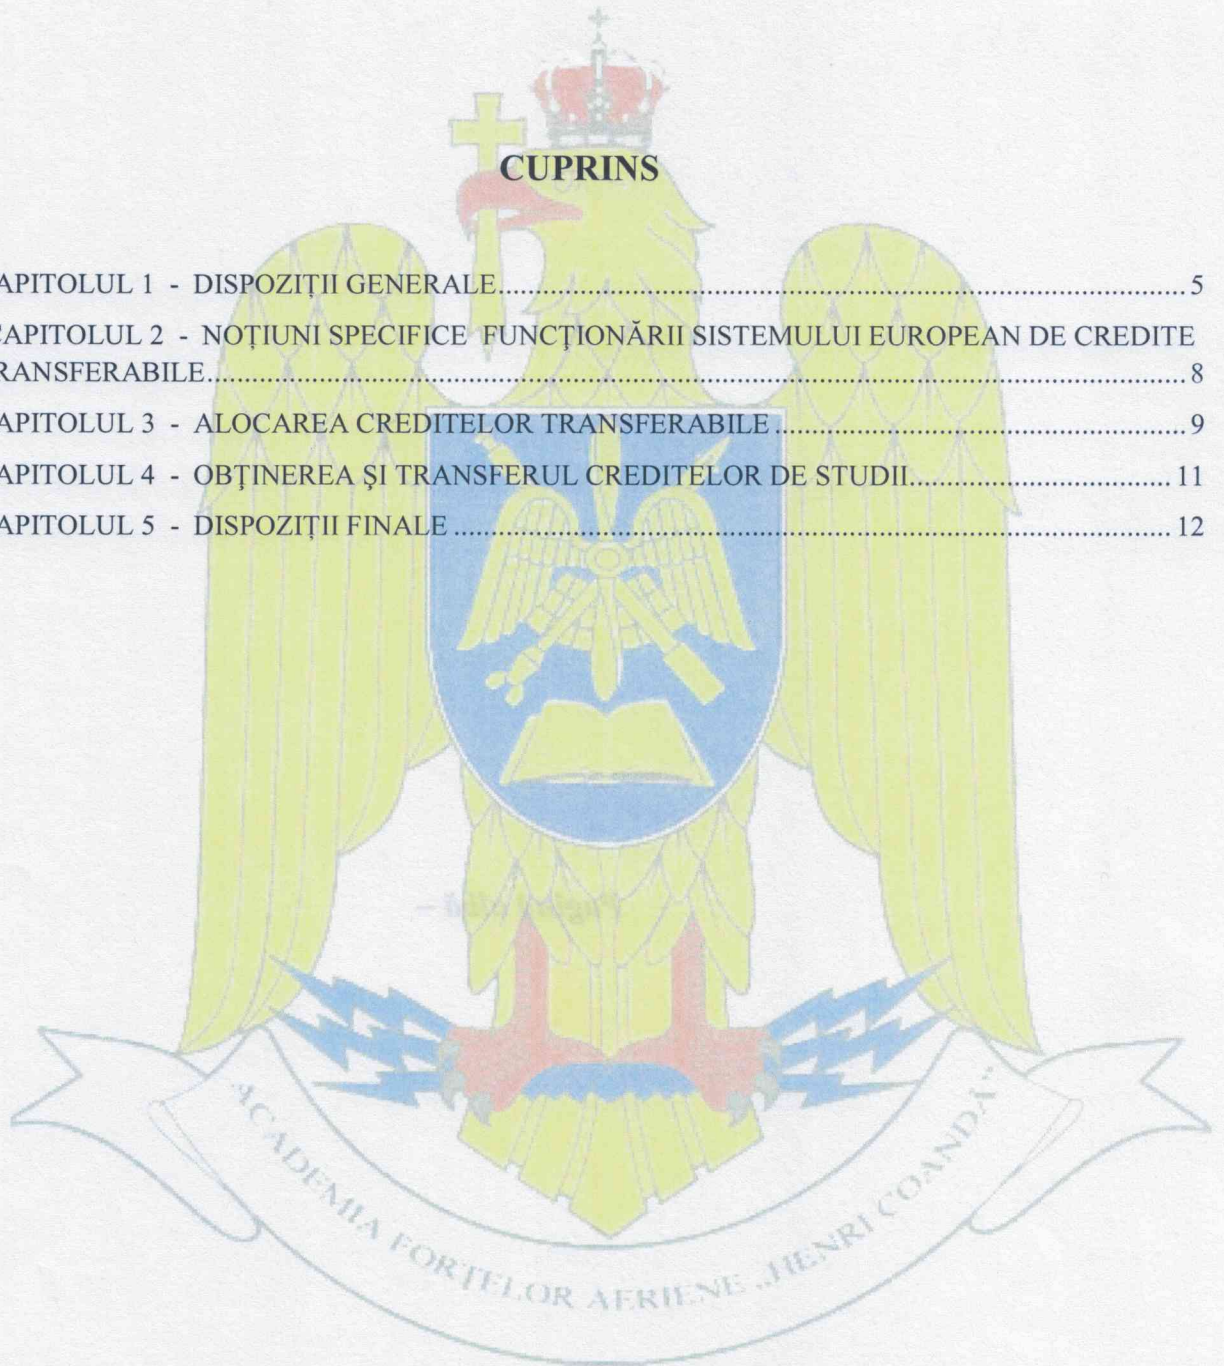 CUPRINS
APITOLUL 1 - DISPOZIȚII GENERALE 5
CAPITOLUL 2 - NOȚIUNI SPECIFICE FUNCȚIONĂRII SISTEMULUI EUROPEAN DE CREDITE
RANSFERABILE 8
APITOLUL 3 - ALOCAREA CREDITELOR TRANSFERABILE 9
APITOLUL 4 - OBȚINEREA ȘI TRANSFERUL CREDITELOR DE STUDII 11
APITOLUL 5 - DISPOZIȚII FINALE 12
ACADEMIA FORȚELOR AERIENE „HENRI COANDĂ”